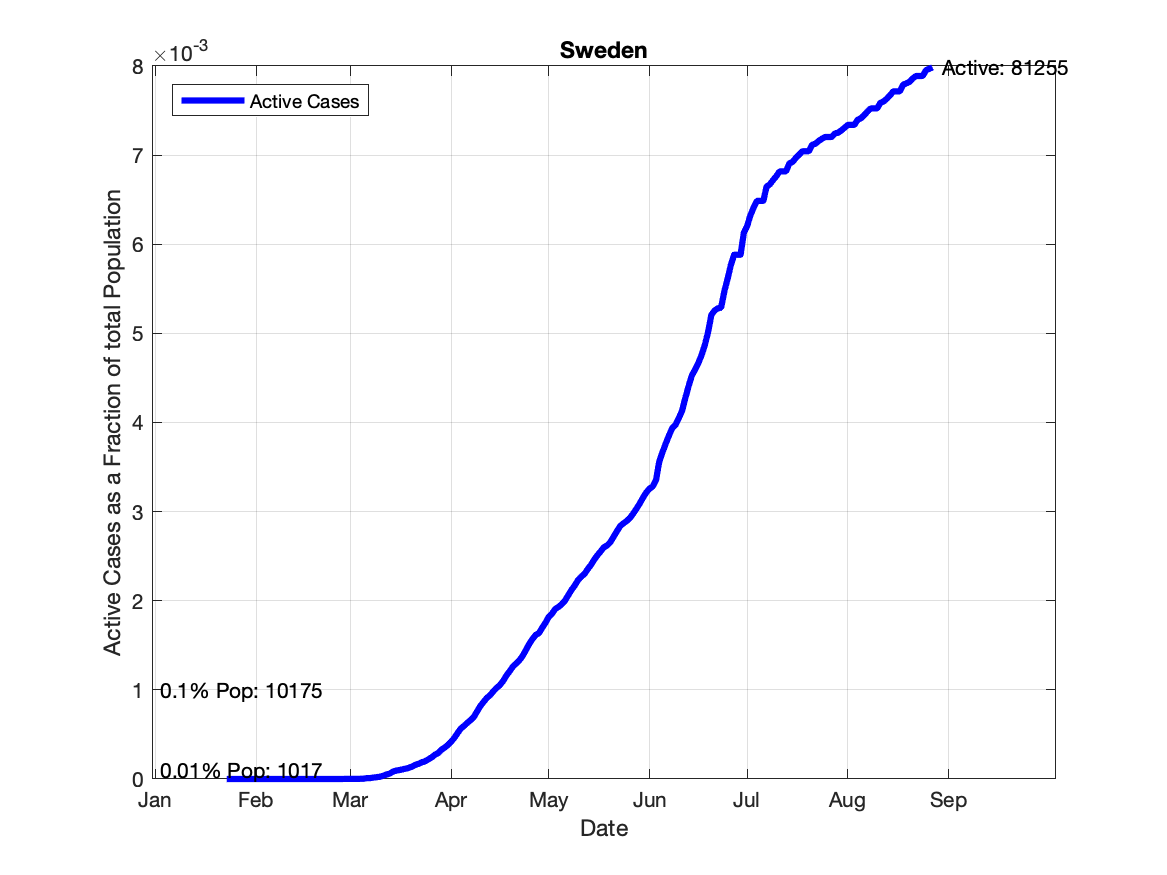 Sweden
×10-3
Active: 81255
Active Cases
8
7
6
5
4
3
2
1
0
Active Cases as a Fraction of total Population
0.1% Pop: 10175
0.01% Pop: 1017
Jan Feb Mar Apr May Jun Jul Aug Sep
Date